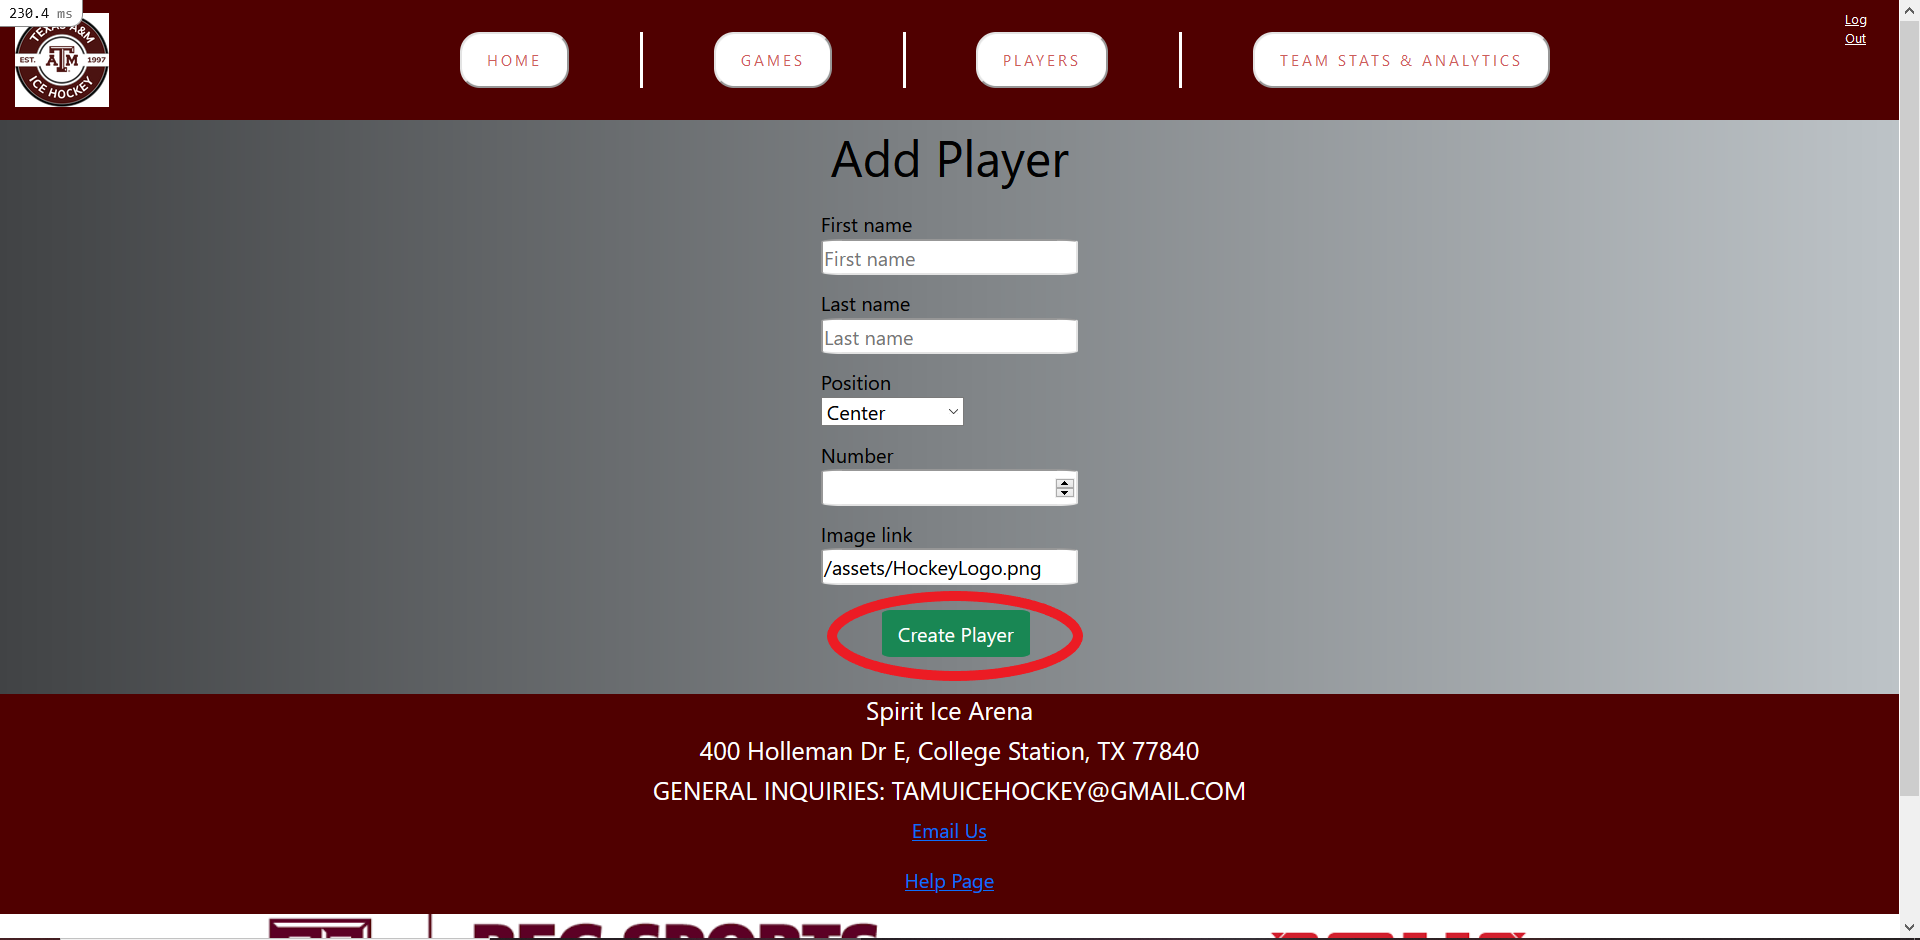 230.4 ms
TEXAS A&M
EST.
ATM
1997
ICE HOCKEY
HOME
GAMES
PLAYERS
TEAM STATS & ANALYTICS
Log
Out
Add Player
First name
First name
Last name
Last name
Position
Center
Number
Image link
/assets/HockeyLogo.png
Create Player
Spirit Ice Arena
400 Holleman Dr E, College Station, TX 77840
GENERAL INQUIRIES: TAMUICEHOCKEY@GMAIL.COM
Email Us
Help Page
REC SPORTS